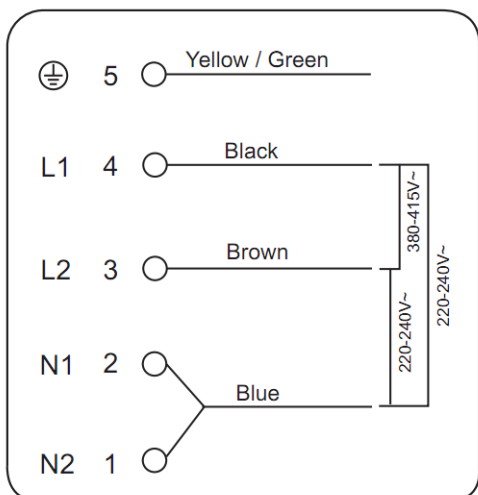 5 Yellow / Green
L1 4 Black
L2 3 Brown
N1 2
Blue
N2 1
380-415V~
220-240V~
220-240V~